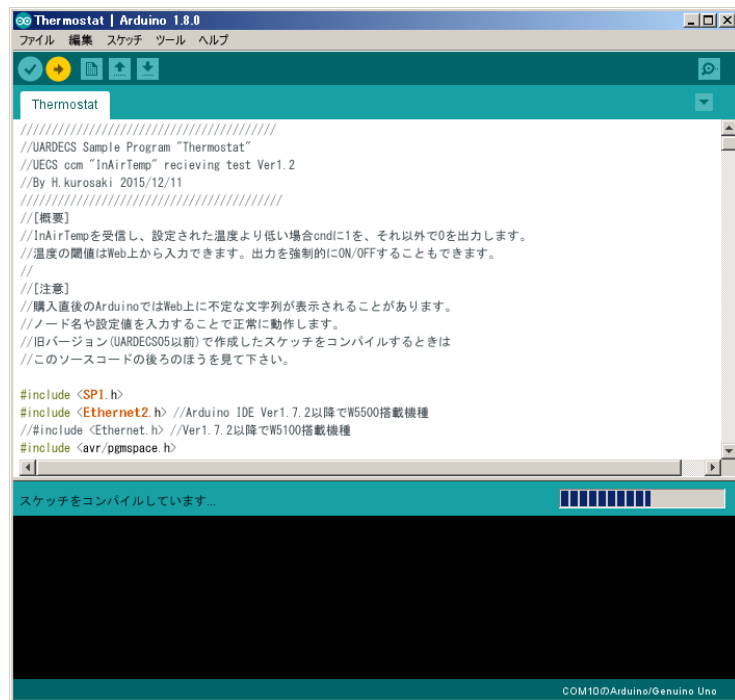 Thermostat | Arduino 1.8.0
ファイル 編集 スケッチ ツール ヘルプ
Thermostat
/////////////////////////////////////////
//UARDECS Sample Program "Thermostat"
//UECS ccm "InAirTemp" recieving test Ver1.2
//By H.kurosaki 2015/12/11
//////////////////////////////////////////
//[概要]
//InAirTempを受信し、設定された温度より低い場合cndに1を、それ以外で0を出力します。
//温度の閾値はWeb上から入力できます。出力を強制的にON/OFFすることもできます。
//
//[注意]
//購入直後のArduinoではWeb上に不定な文字列が表示されることがあります。
//ノード名や設定値を入力することで正常に動作します。
//旧バージョン(UARDECS05以前)で作成したスケッチをコンパイルするときは
//このソースコードの後ろのほうを見て下さい。
#include <SPI.h>
#include <Ethernet2.h> //Arduino IDE Ver1.7.2以降でW5500搭載機種
//#include <Ethernet.h> //Ver1.7.2以降でW5100搭載機種
#include <avr/pgmspace.h>
スケッチをコンパイルしています...
COM10のArduino/Genuino Uno